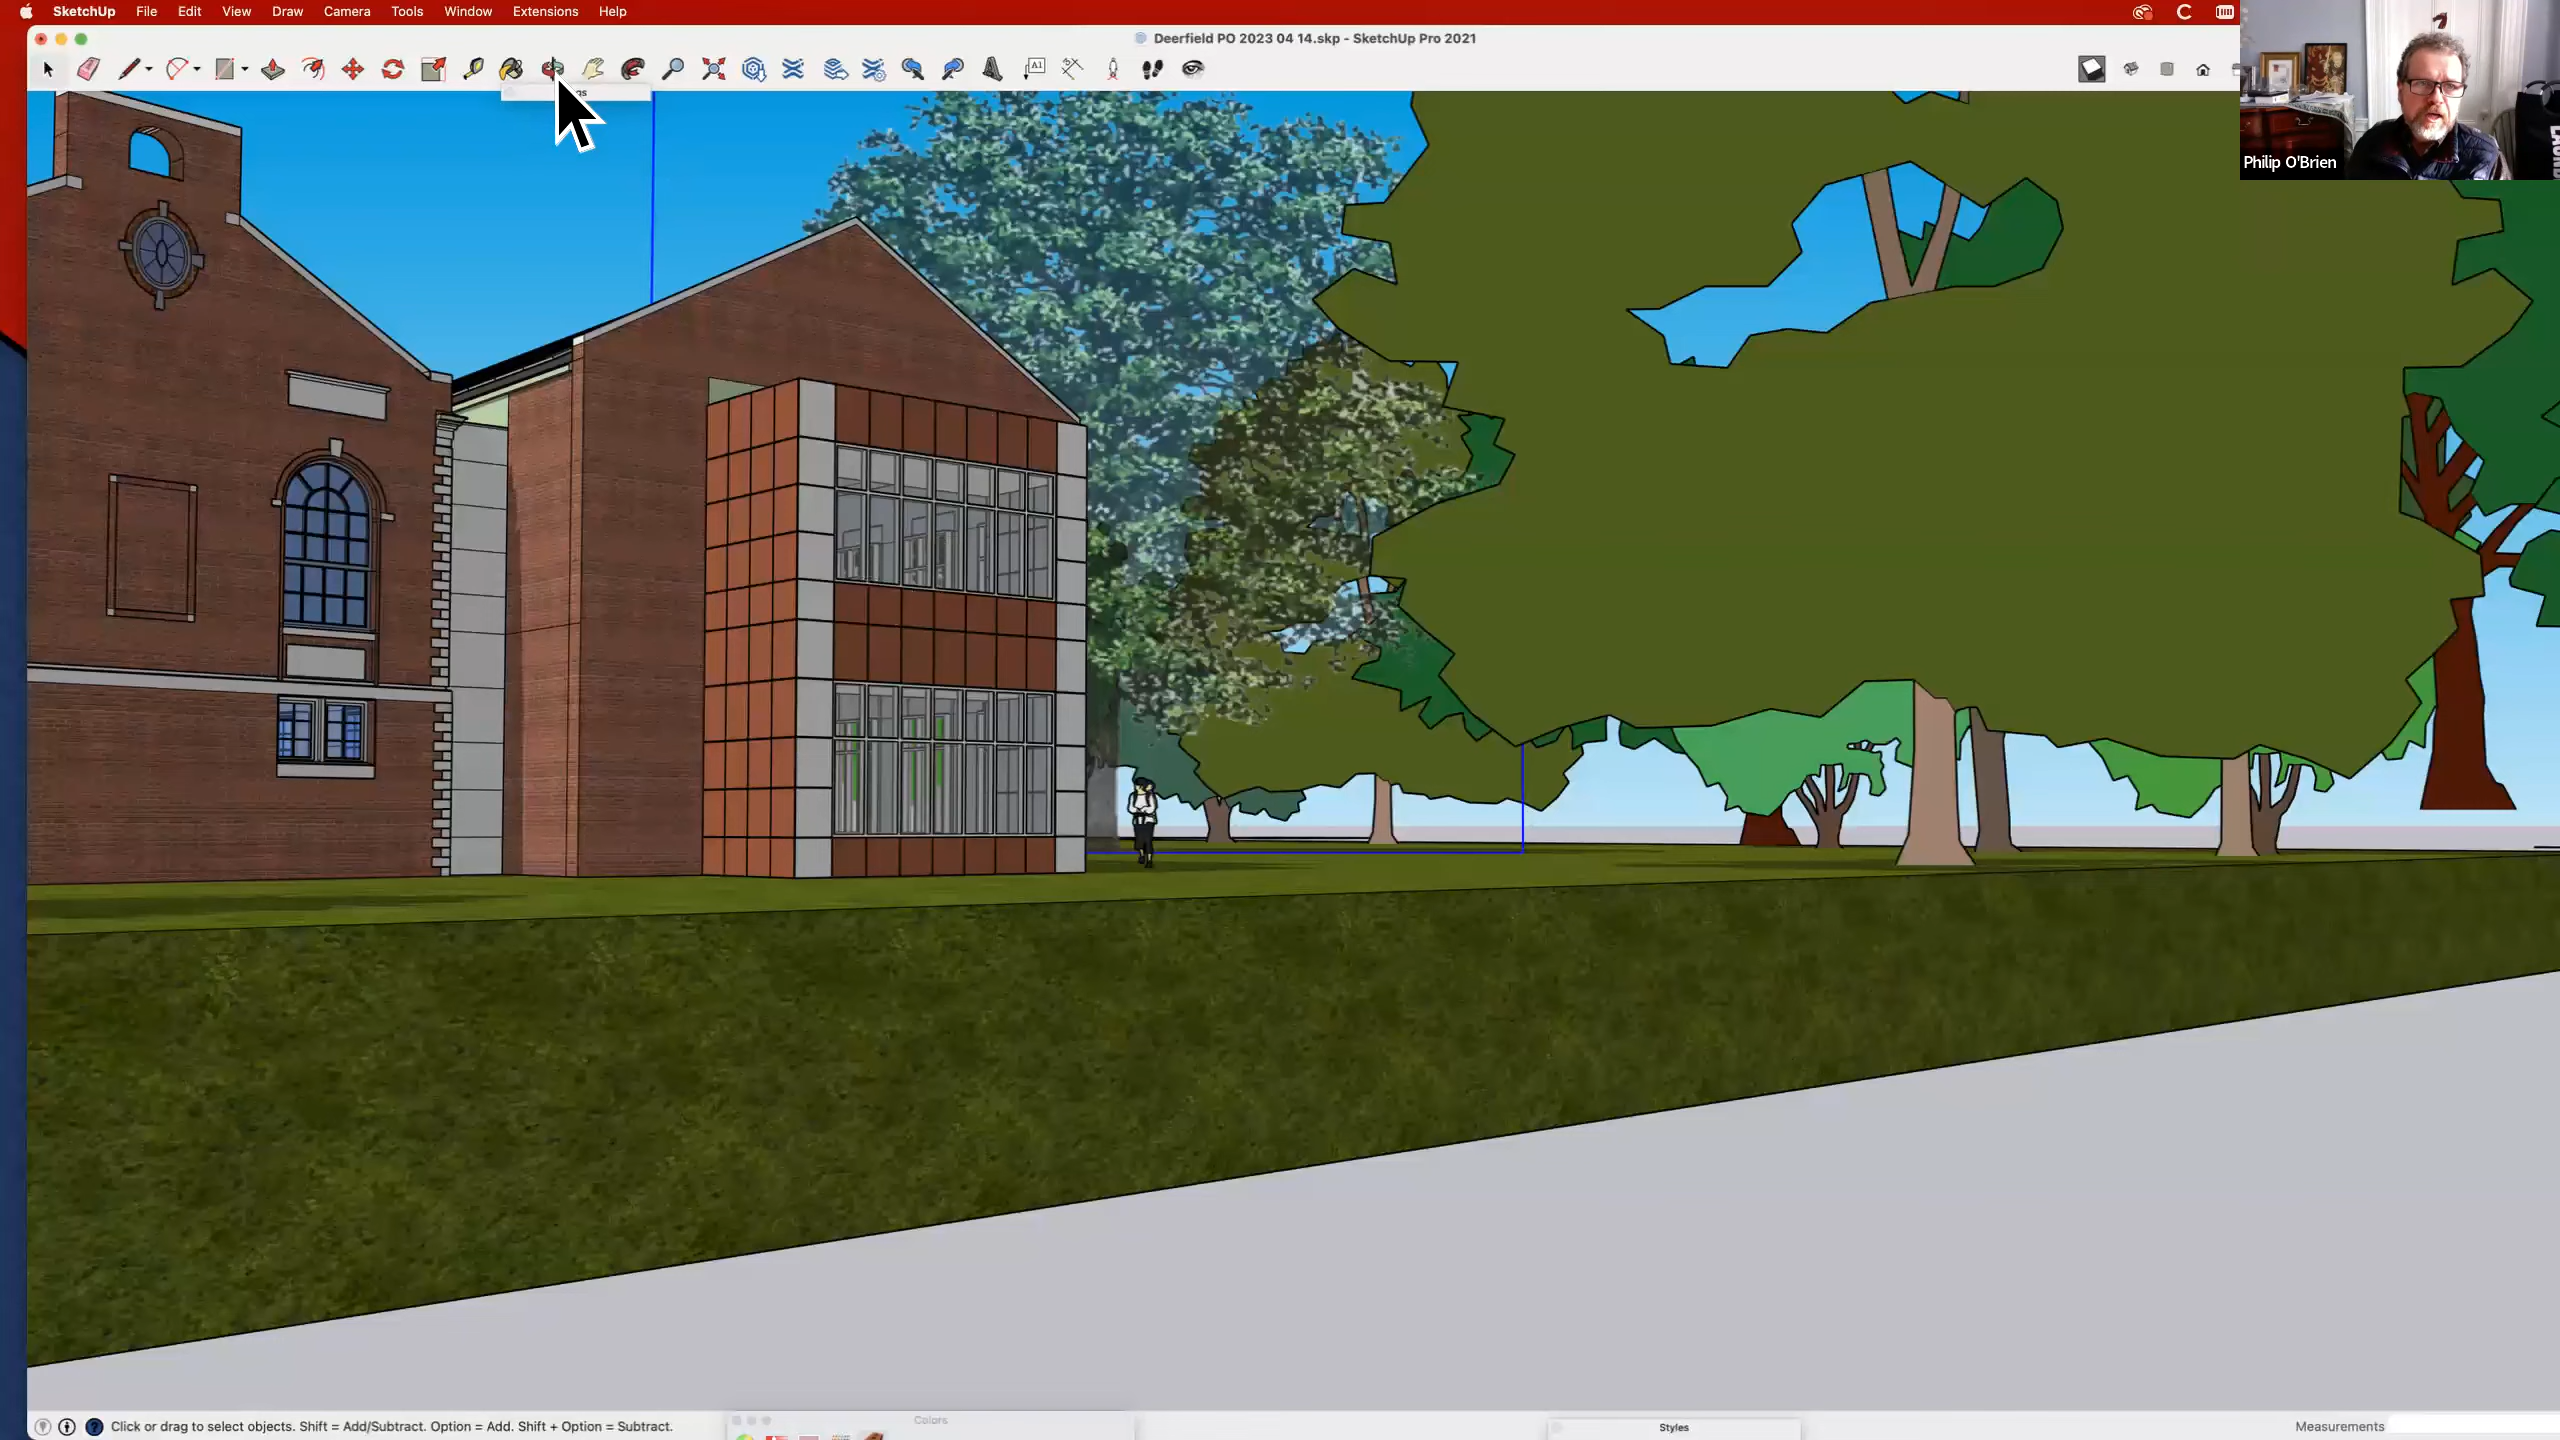 SketchUp File Edit View Draw Camera Tools Window Extensions Help
Deerfield PO 2023 04 14.skp - SketchUp Pro 2021
A1
Philip O'Brien
Click or drag to select objects. Shift = Add/Subtract. Option = Add. Shift + Option = Subtract.
Colors
Styles
Measurements